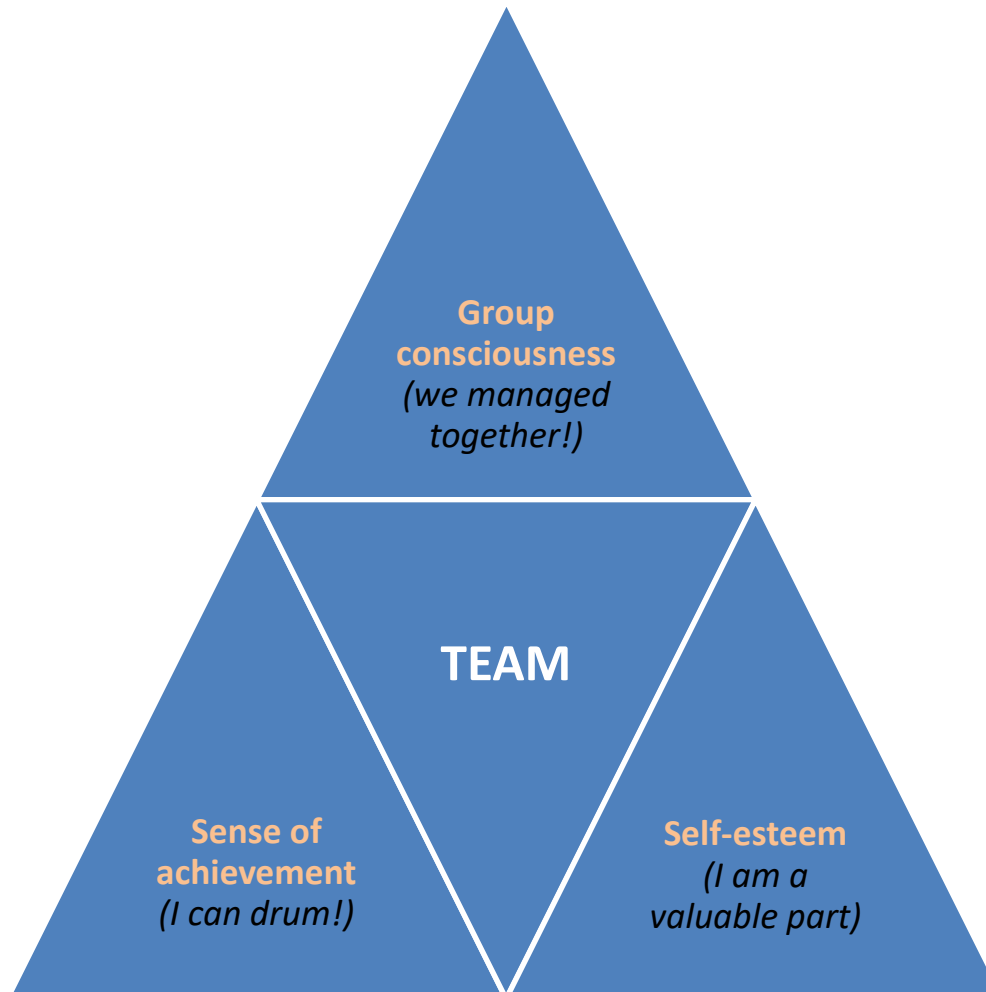 Group
consciousness
(we managed
together!)
TEAM
Sense of
achievement
(I can drum!)
Self-esteem
(I am a
valuable part)